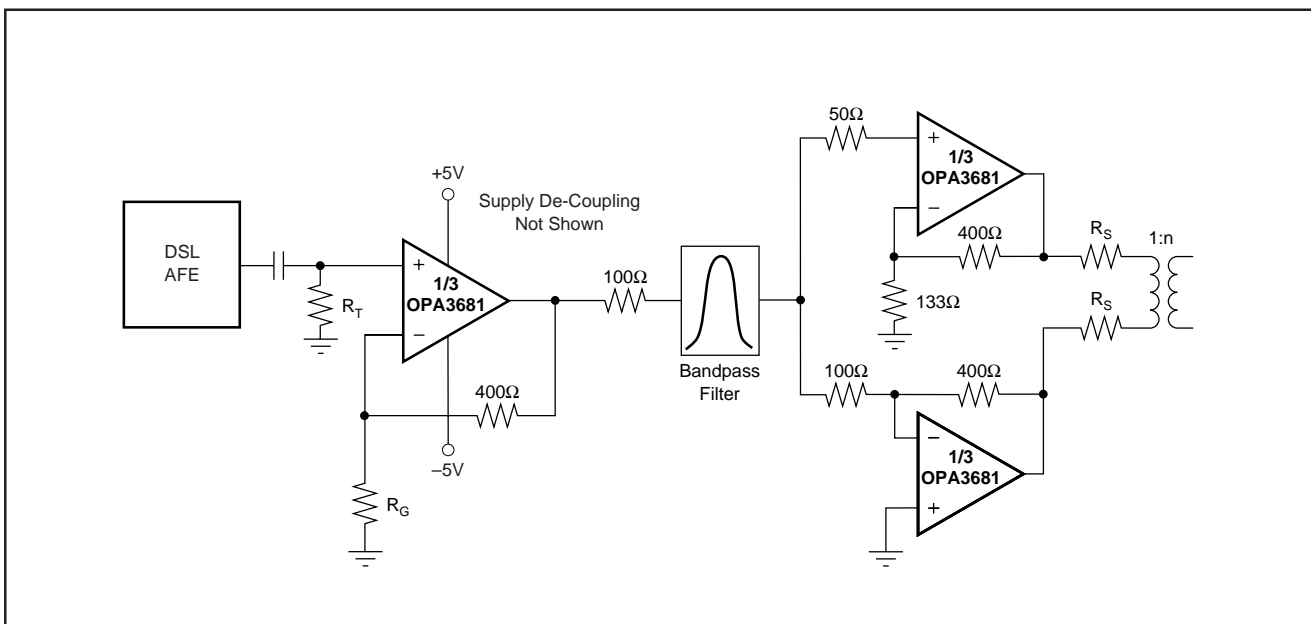 DSL
AFE
R_T
+5V
Supply De-Coupling
Not Shown
+
1/3
OPA3681
–
400Ω
–5V
R_G
100Ω
Bandpass
Filter
50Ω
+
1/3
OPA3681
–
400Ω
133Ω
R_S
1:n
R_S
100Ω
400Ω
–
1/3
OPA3681
+